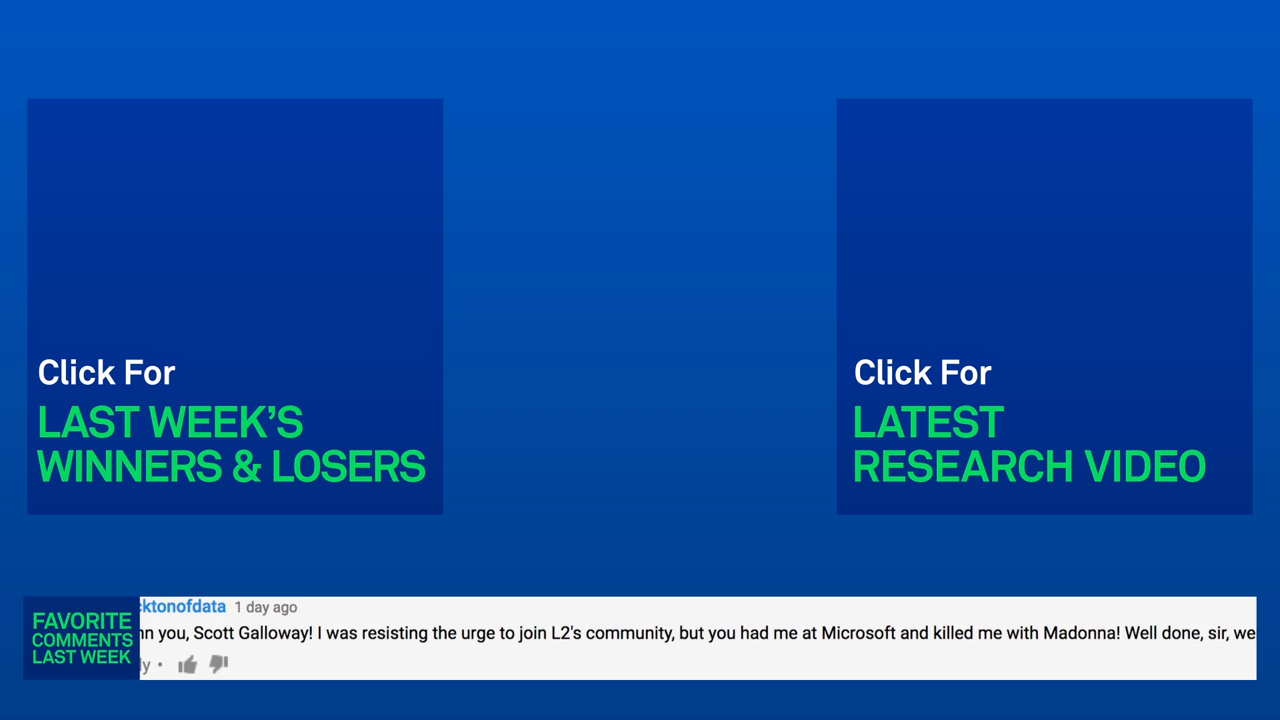 Click For
LAST WEEK'S
WINNERS & LOSERS
Click For
LATEST
RESEARCH VIDEO
FAVORITE
COMMENTS
LAST WEEK
cktonofdata 1 day ago
you, Scott Galloway! I was resisting the urge to join L2's community, but you had me at Microsoft and killed me with Madonna! Well done, sir, we